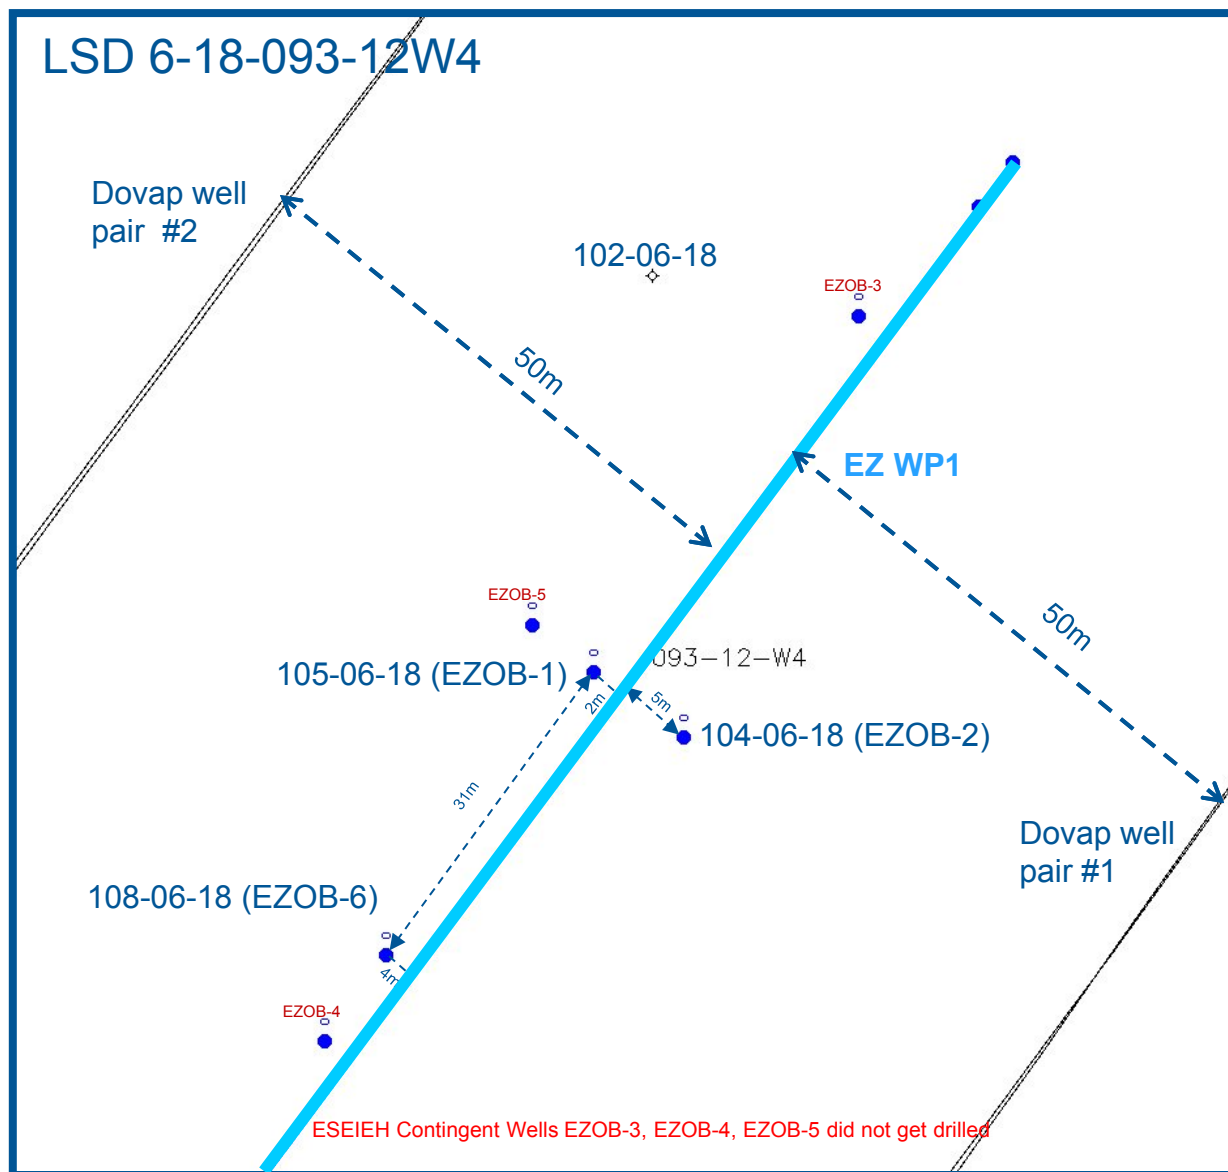 LSD 6-18-093-12W4
Dovap well
pair #2
102-06-18
EZOB-3
50m
EZ WP1
EZOB-5
50m
093-12-W4
105-06-18 (EZOB-1)
2m
5m
104-06-18 (EZOB-2)
31m
Dovap well
pair #1
108-06-18 (EZOB-6)
4m
EZOB-4
ESEIEH Contingent Wells EZOB-3, EZOB-4, EZOB-5 did not get drilled